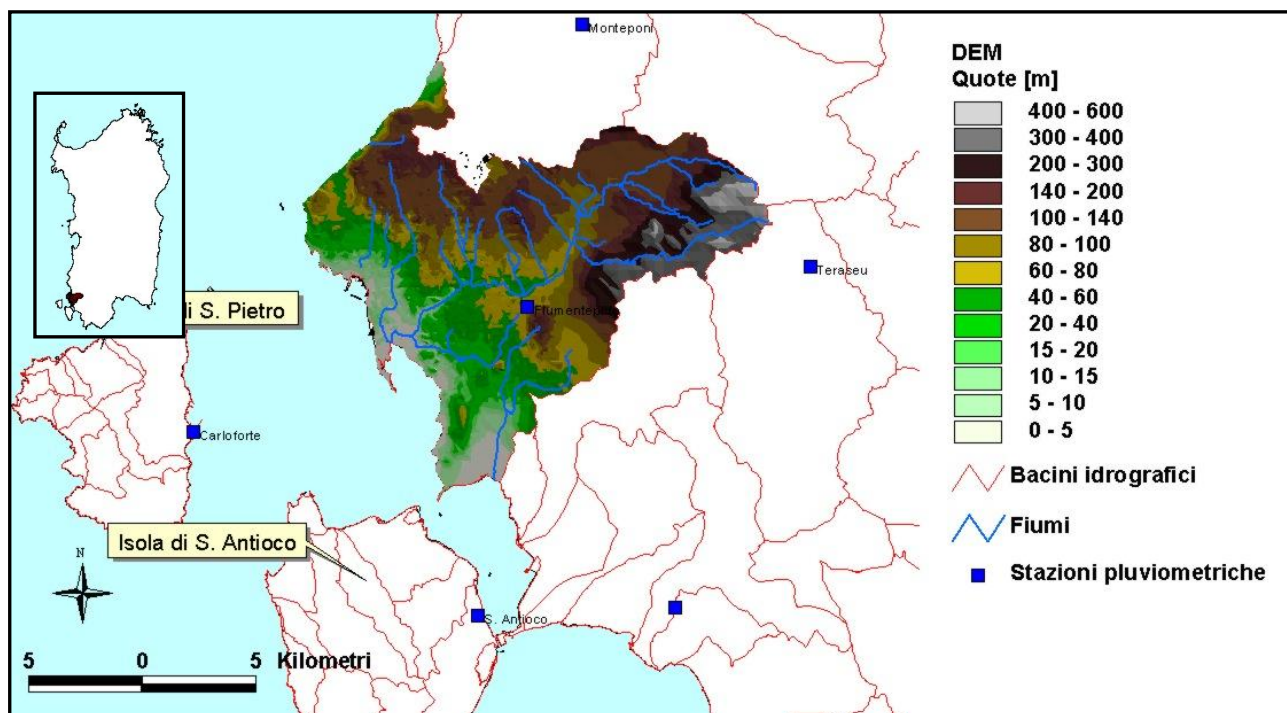 Monteponi
DEM
Quote [m]
400 - 600
300 - 400
200 - 300
140 - 200
100 - 140
80 - 100
60 - 80
40 - 60
20 - 40
15 - 20
10 - 15
5 - 10
0 - 5
Bacini idrografici
Fiumi
Stazioni pluviometriche
Teraseu
di S. Pietro
Carloforte
Isola di S. Antioco
N
S. Antioco
5 0 5 Kilometri